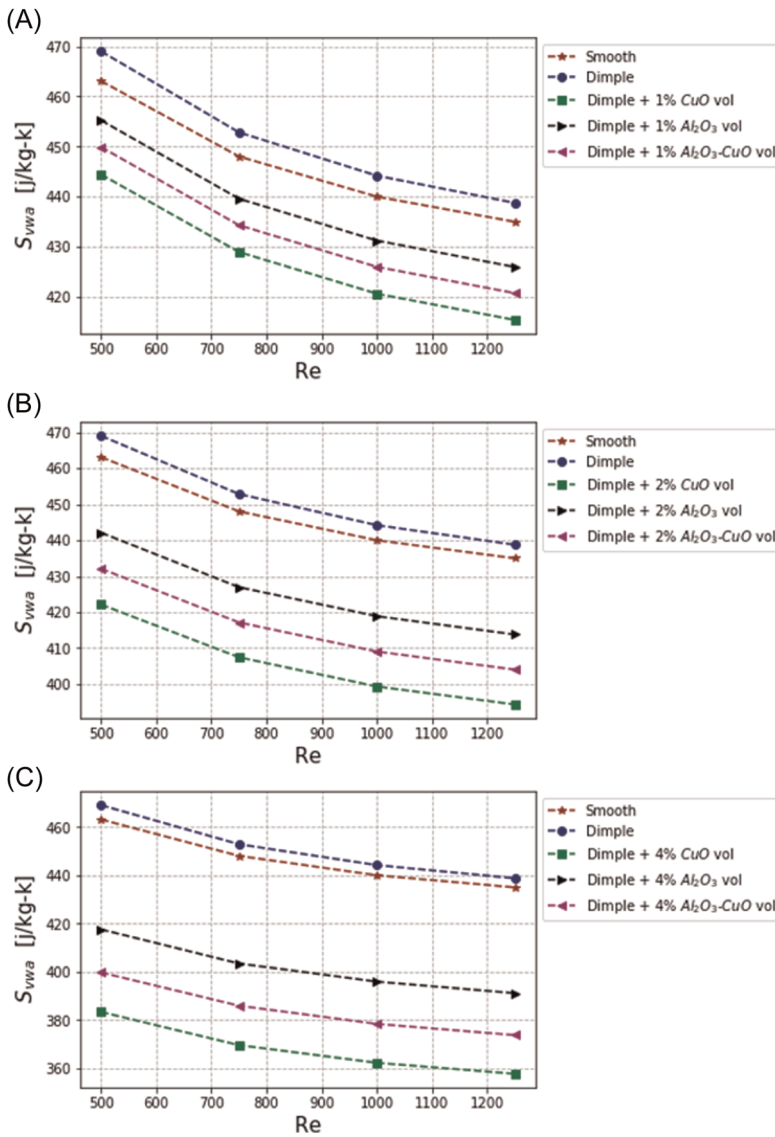 (A)
470
460
450
440
430
420
S_vwa [j/kg-k]
500 600 700 800 900 1000 1100 1200
Re
Smooth
Dimple
Dimple + 1% CuO vol
Dimple + 1% Al₂O₃ vol
Dimple + 1% Al₂O₃-CuO vol
(B)
470
460
450
440
430
420
410
400
S_vwa [j/kg-k]
500 600 700 800 900 1000 1100 1200
Re
Smooth
Dimple
Dimple + 2% CuO vol
Dimple + 2% Al₂O₃ vol
Dimple + 2% Al₂O₃-CuO vol
(C)
460
440
420
400
380
360
S_vwa [j/kg-k]
500 600 700 800 900 1000 1100 1200
Re
Smooth
Dimple
Dimple + 4% CuO vol
Dimple + 4% Al₂O₃ vol
Dimple + 4% Al₂O₃-CuO vol